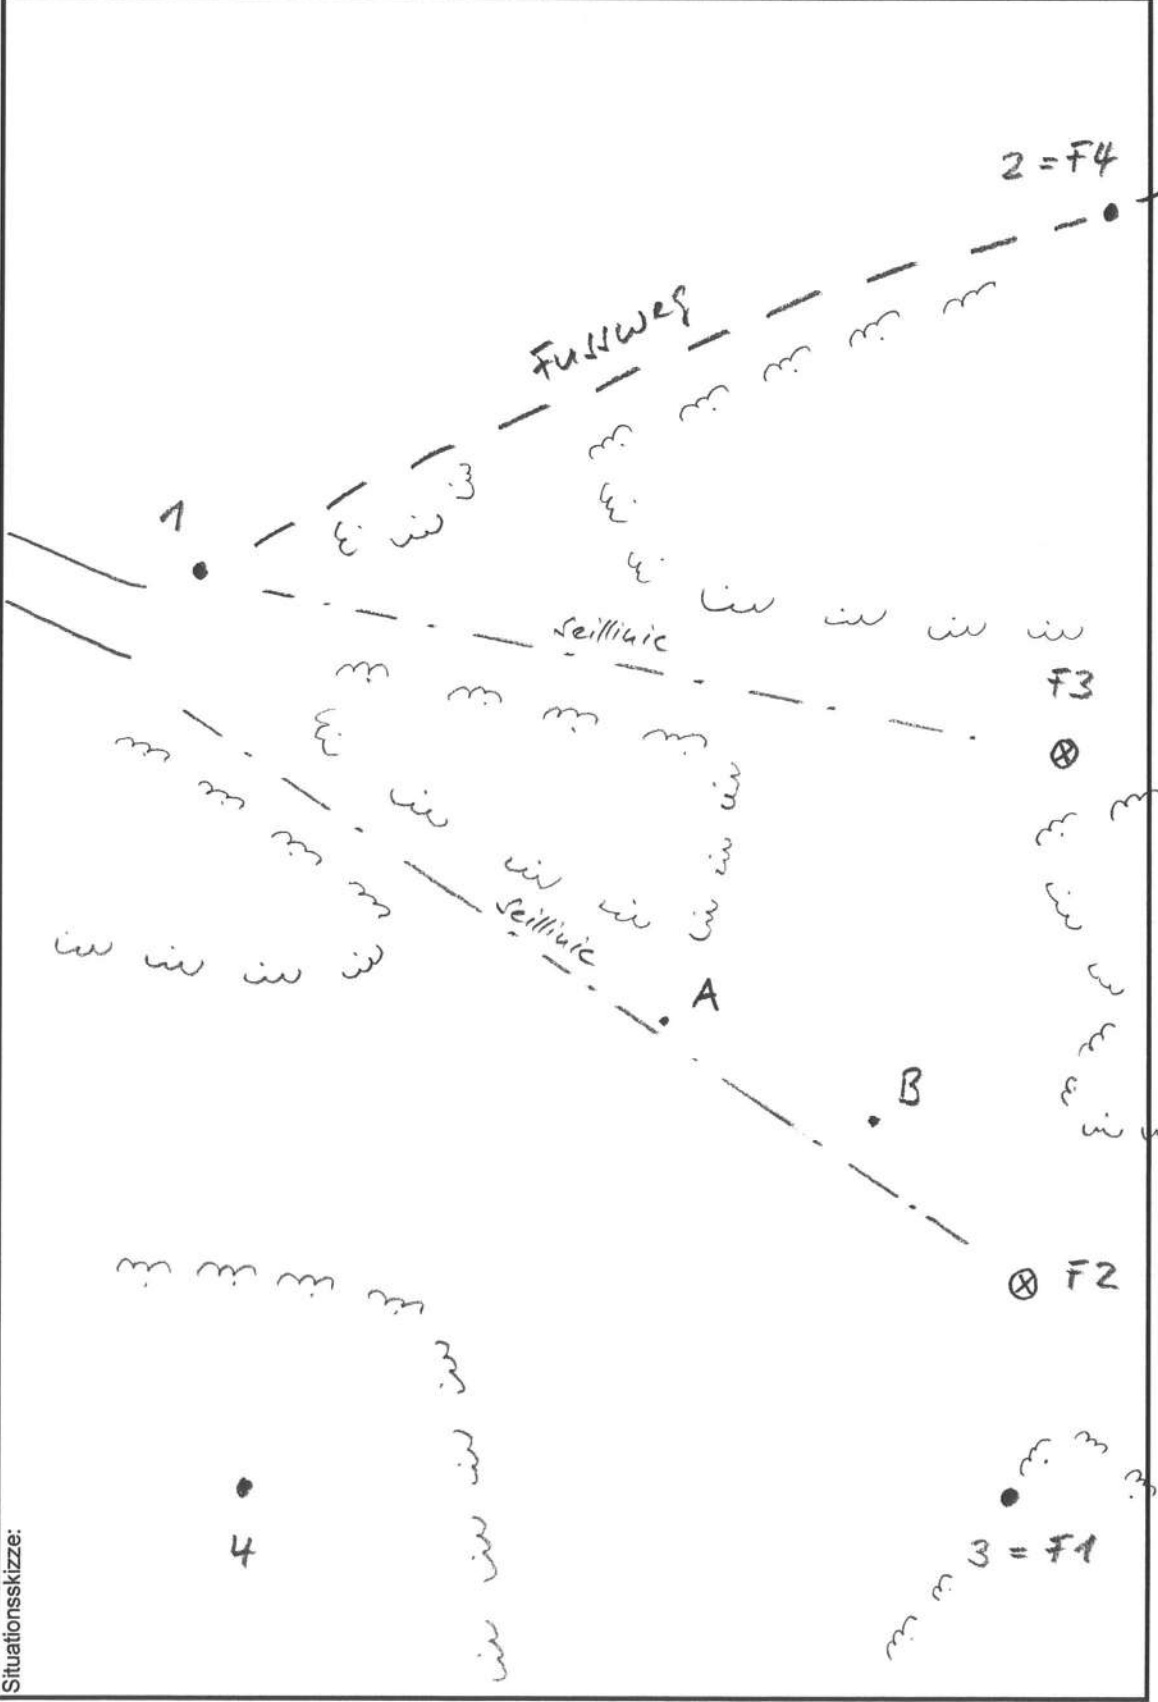 2 = F4
Fussweg
1
Seillinie
F3
Seillinie
A
B
F2
4
3 = F1
Situationsskizze: